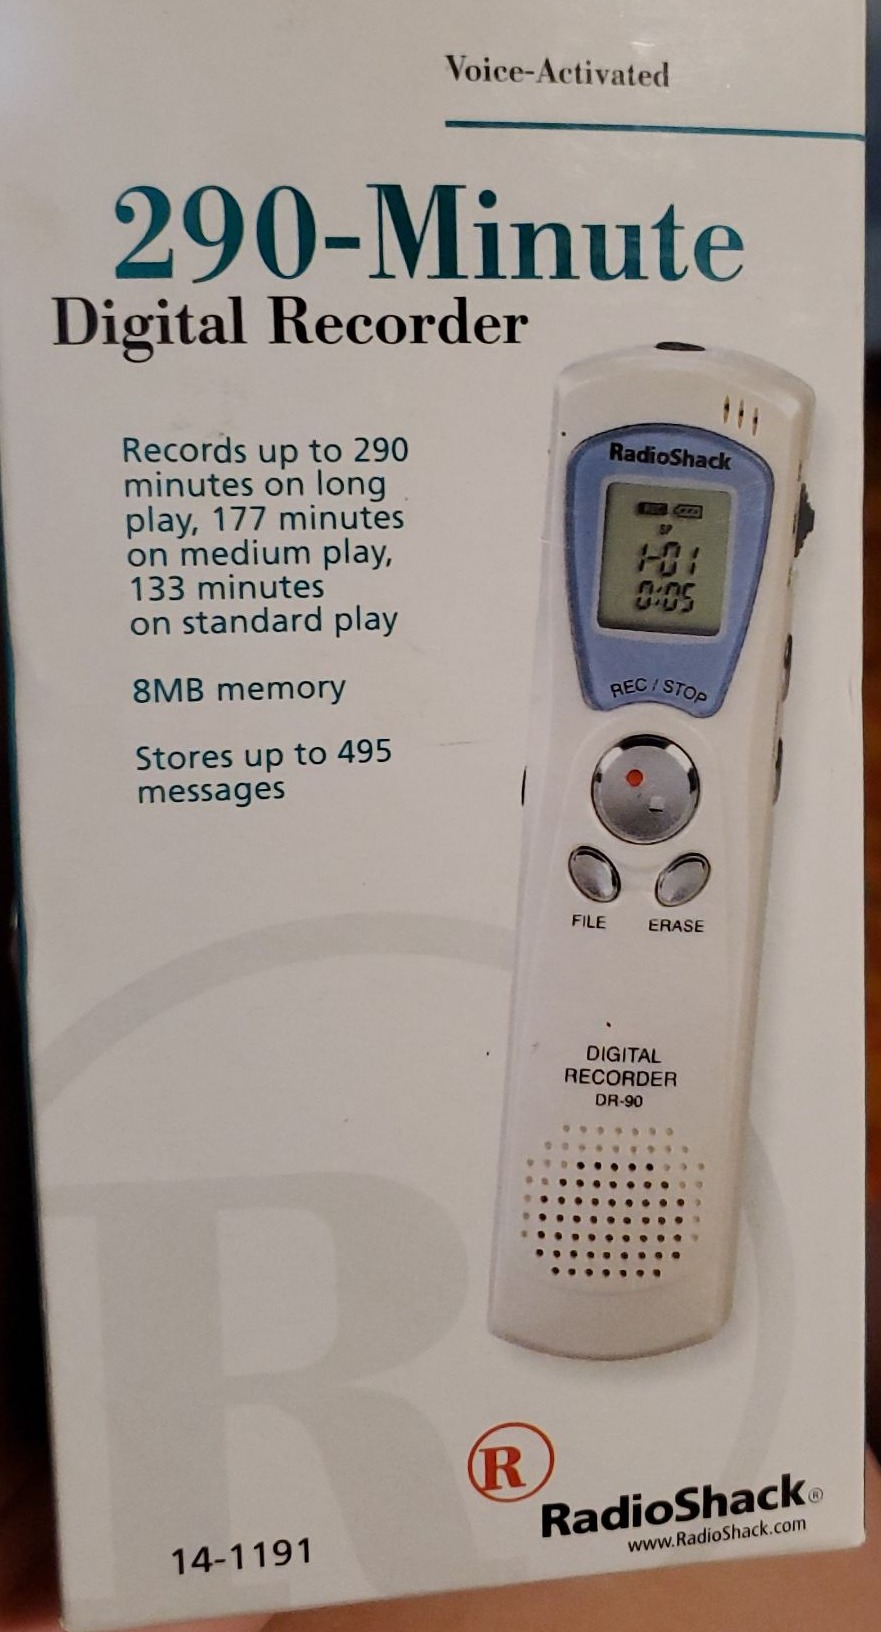 Voice-Activated
290-Minute
Digital Recorder
Records up to 290
minutes on long
play, 177 minutes
on medium play,
133 minutes
on standard play
8MB memory
Stores up to 495
messages
RadioShack
REC
SP
1-01
0:05
REC / STOP
FILE ERASE
DIGITAL
RECORDER
DR-90
R
R
RadioShack®
www.RadioShack.com
14-1191